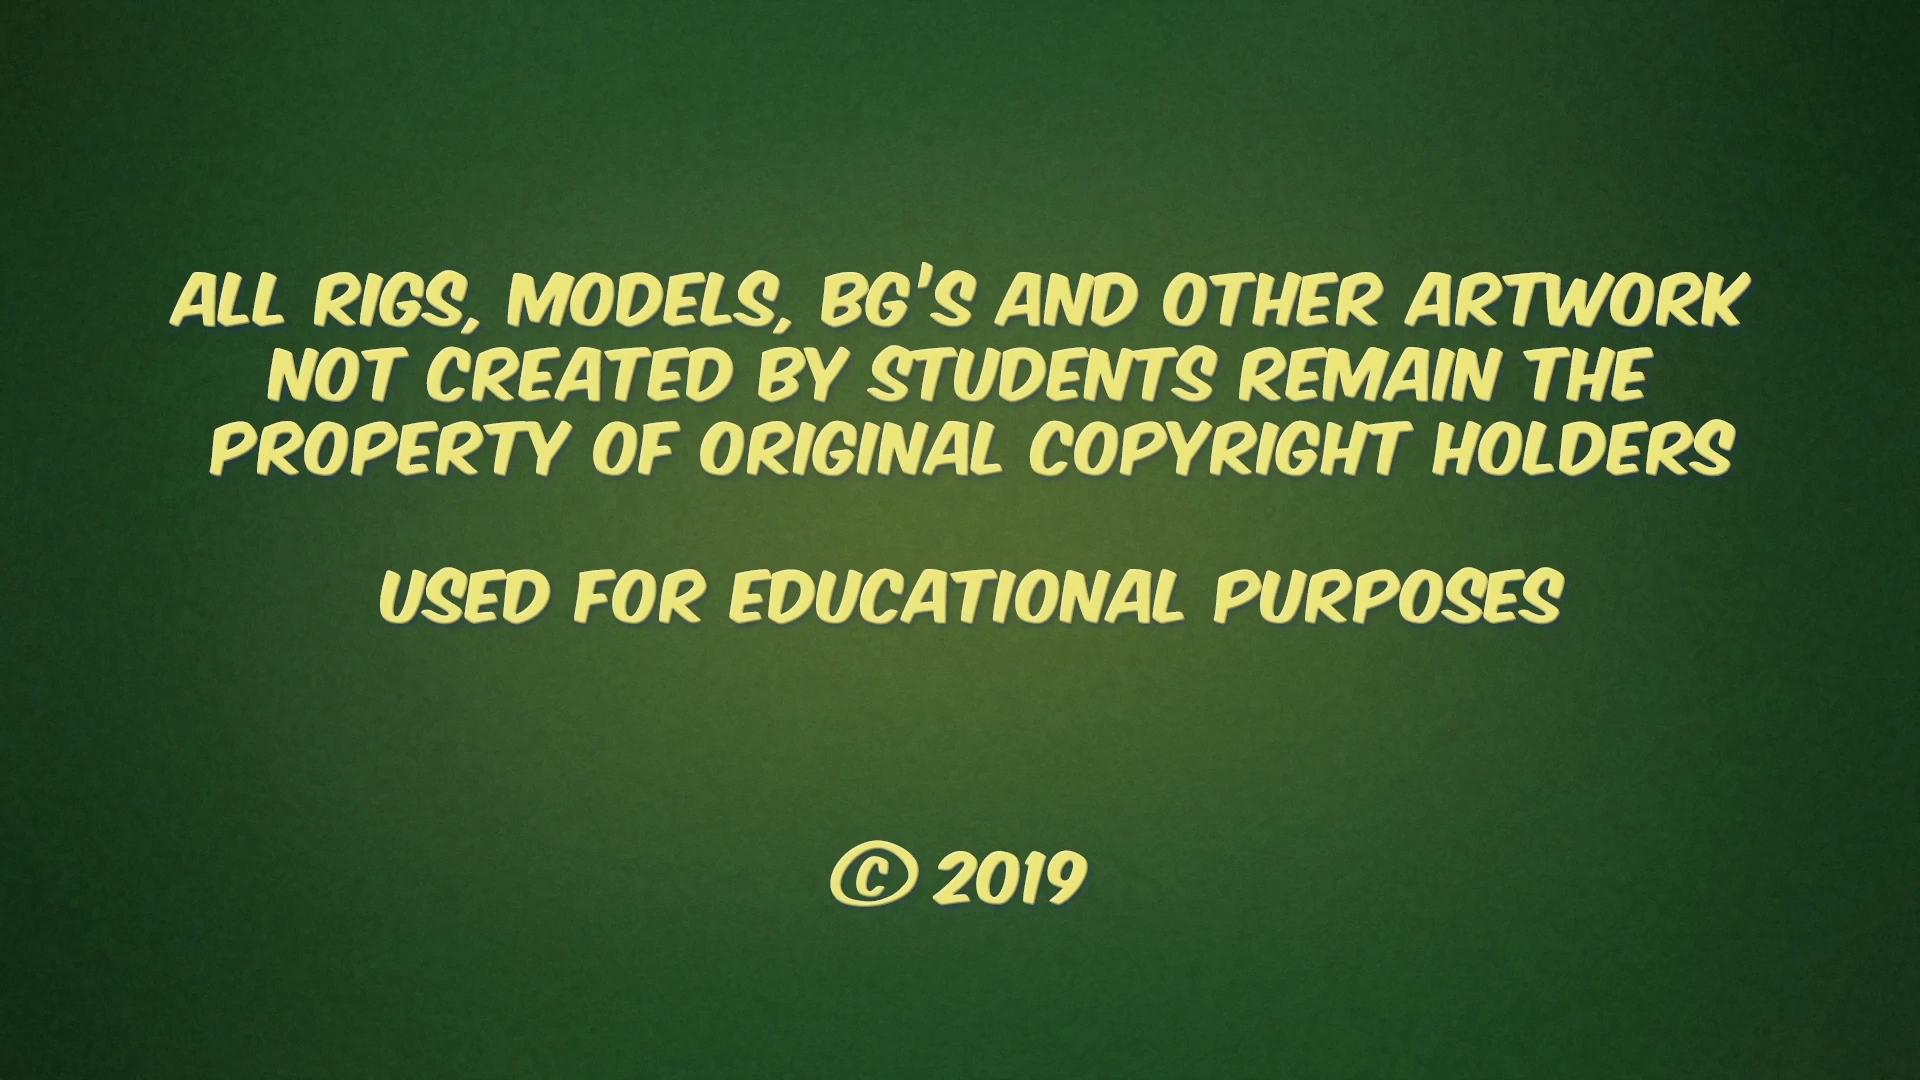 ALL RIGS, MODELS, BG'S AND OTHER ARTWORK
NOT CREATED BY STUDENTS REMAIN THE
PROPERTY OF ORIGINAL COPYRIGHT HOLDERS
USED FOR EDUCATIONAL PURPOSES
© 2019